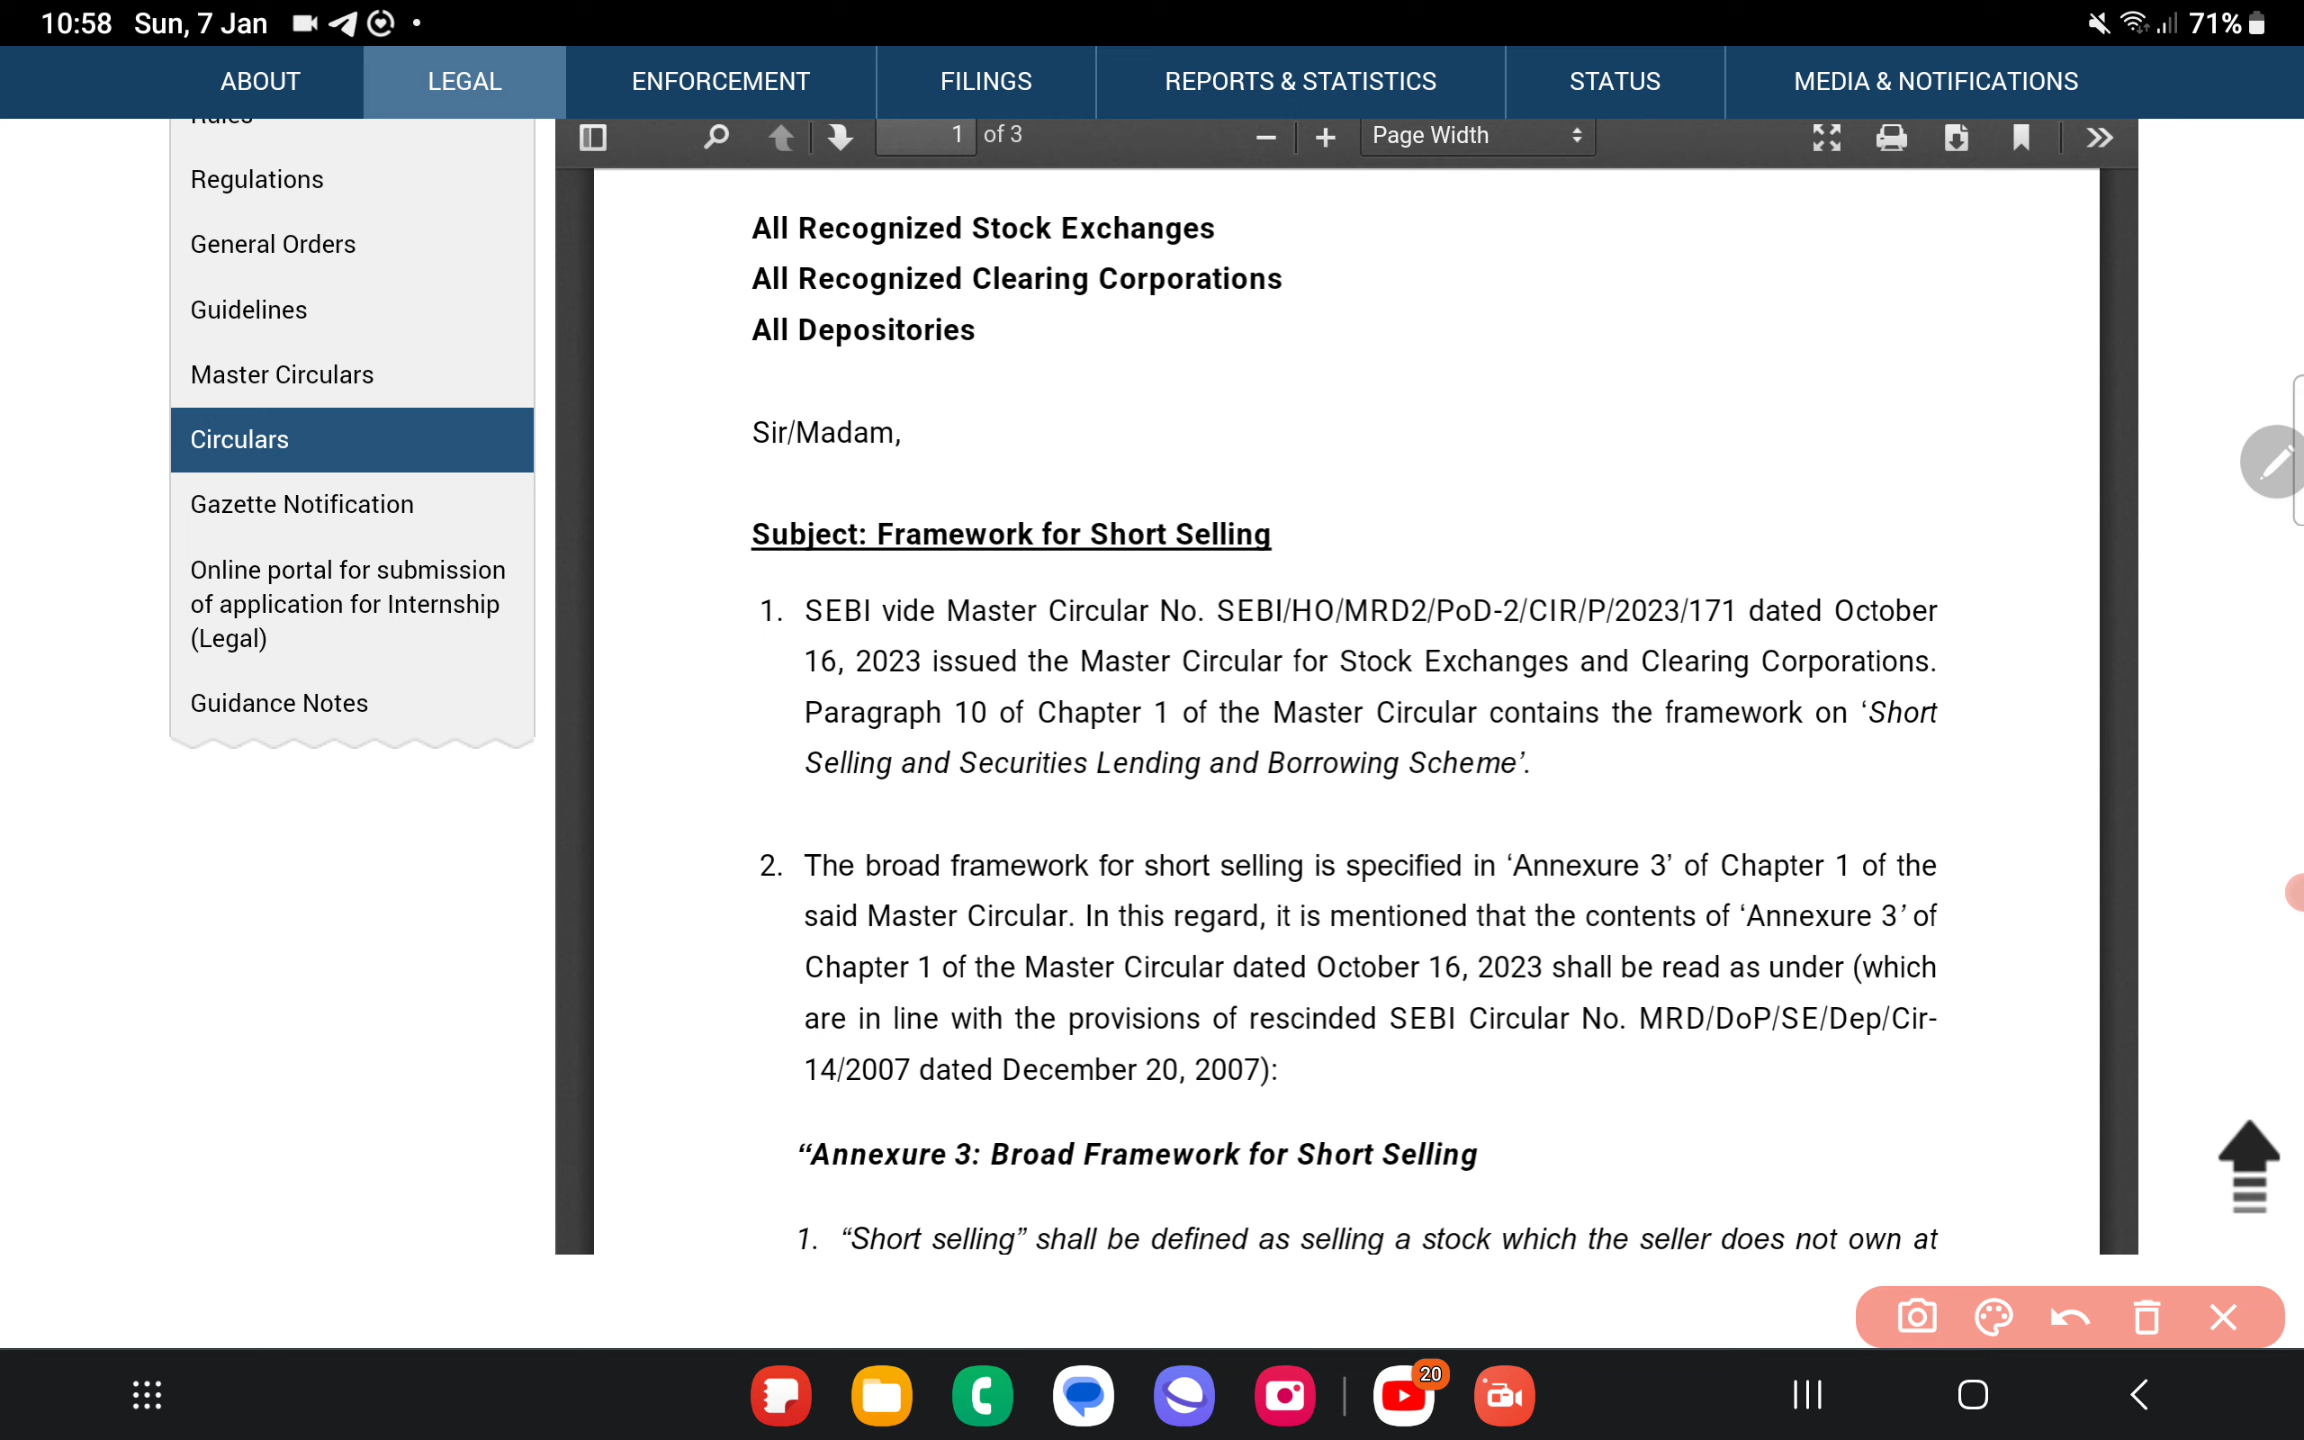 10:58 Sun, 7 Jan
71%
ABOUT LEGAL ENFORCEMENT FILINGS REPORTS & STATISTICS STATUS MEDIA & NOTIFICATIONS
Rules
Regulations
General Orders
Guidelines
Master Circulars
Circulars
Gazette Notification
Online portal for submission
of application for Internship
(Legal)
Guidance Notes
1 of 3 Page Width
All Recognized Stock Exchanges
All Recognized Clearing Corporations
All Depositories
Sir/Madam,
Subject: Framework for Short Selling
1. SEBI vide Master Circular No. SEBI/HO/MRD2/PoD-2/CIR/P/2023/171 dated October
16, 2023 issued the Master Circular for Stock Exchanges and Clearing Corporations.
Paragraph 10 of Chapter 1 of the Master Circular contains the framework on ‘Short
Selling and Securities Lending and Borrowing Scheme’.
2. The broad framework for short selling is specified in ‘Annexure 3’ of Chapter 1 of the
said Master Circular. In this regard, it is mentioned that the contents of ‘Annexure 3’ of
Chapter 1 of the Master Circular dated October 16, 2023 shall be read as under (which
are in line with the provisions of rescinded SEBI Circular No. MRD/DoP/SE/Dep/Cir-
14/2007 dated December 20, 2007):
“Annexure 3: Broad Framework for Short Selling
1. “Short selling” shall be defined as selling a stock which the seller does not own at
20